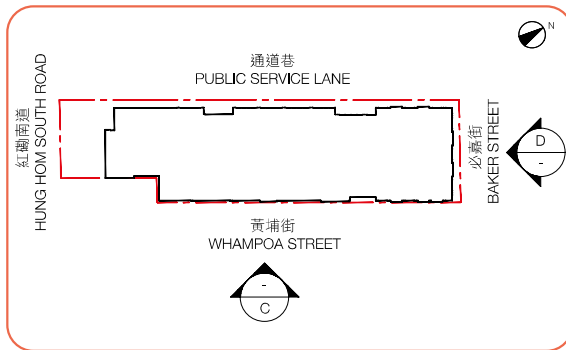 N
通道巷
PUBLIC SERVICE LANE
紅磡南道
HUNG HOM SOUTH ROAD
必嘉街
BAKER STREET
D
-
黃埔街
WHAMPOA STREET
-
C